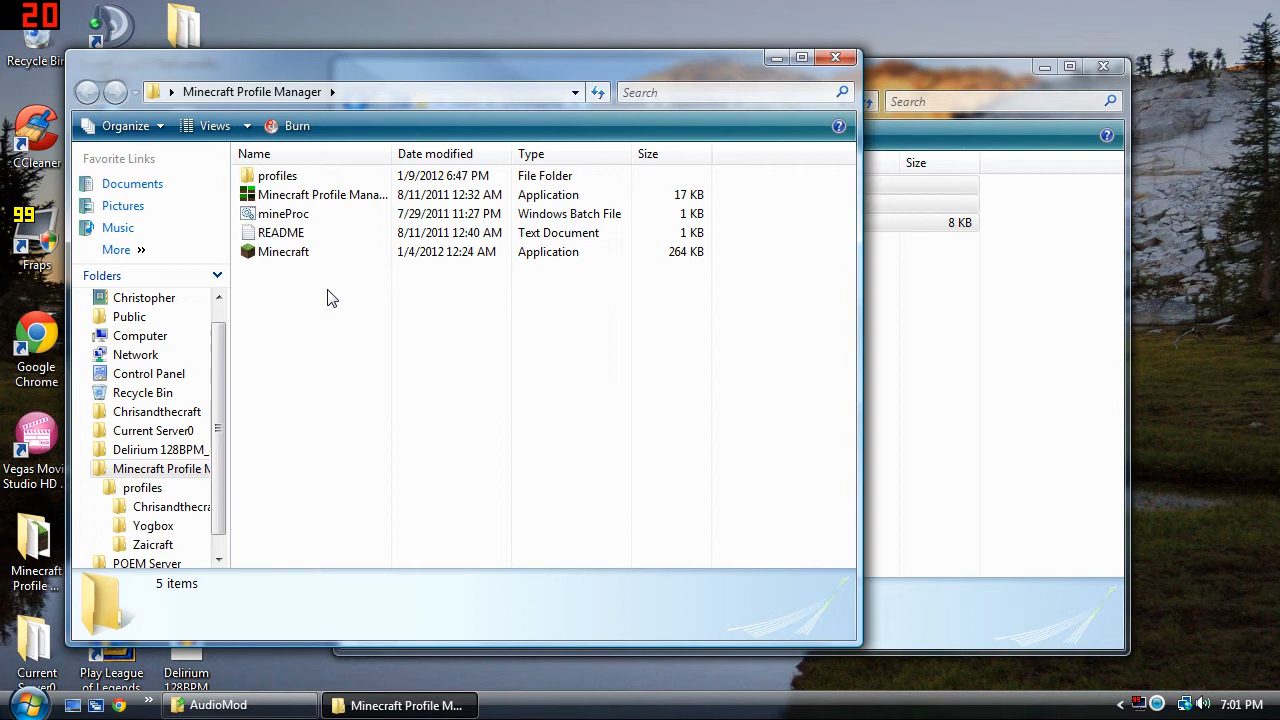 20
Recycle Bin
CCleaner
99
Fraps
Google
Chrome
Vegas Movi
Studio HD ...
Minecraft
Profile ...
Current
Server0
Play League
of Legends
Delirium
128BPM
Minecraft Profile Manager
Search
Organize
Views
Burn
Favorite Links
Documents
Pictures
Music
More »
Folders
Christopher
Public
Computer
Network
Control Panel
Recycle Bin
Chrisandthecraft
Current Server0
Delirium 128BPM_
Minecraft Profile M
profiles
Chrisandthecra
Yogbox
Zaicraft
POEM Server
Name Date modified Type Size
profiles 1/9/2012 6:47 PM File Folder
Minecraft Profile Mana... 8/11/2011 12:32 AM Application 17 KB
mineProc 7/29/2011 11:27 PM Windows Batch File 1 KB
README 8/11/2011 12:40 AM Text Document 1 KB
Minecraft 1/4/2012 12:24 AM Application 264 KB
5 items
Search
Size
8 KB
AudioMod
Minecraft Profile M...
7:01 PM